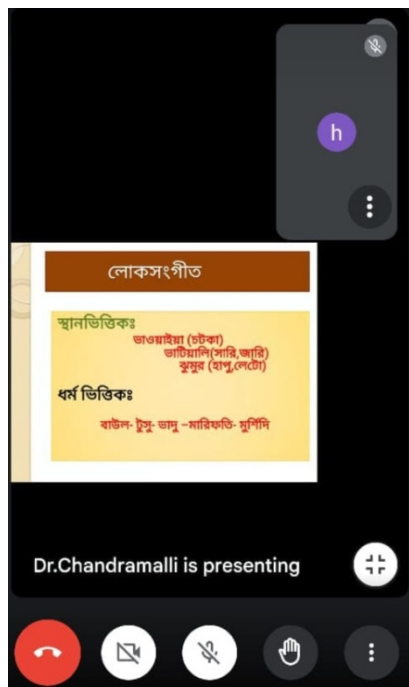 h
লোকসংগীত
স্থানভিত্তিকঃ
ভাওয়াইয়া (চটকা)
ভাটিয়ালি(সারি,জারি)
ঝুমুর (হাপু,লেটো)
ধর্ম ভিত্তিকঃ
বাউল- টুসু- ভাদু –মারিফতি- মুর্শিদি
Dr.Chandramalli is presenting